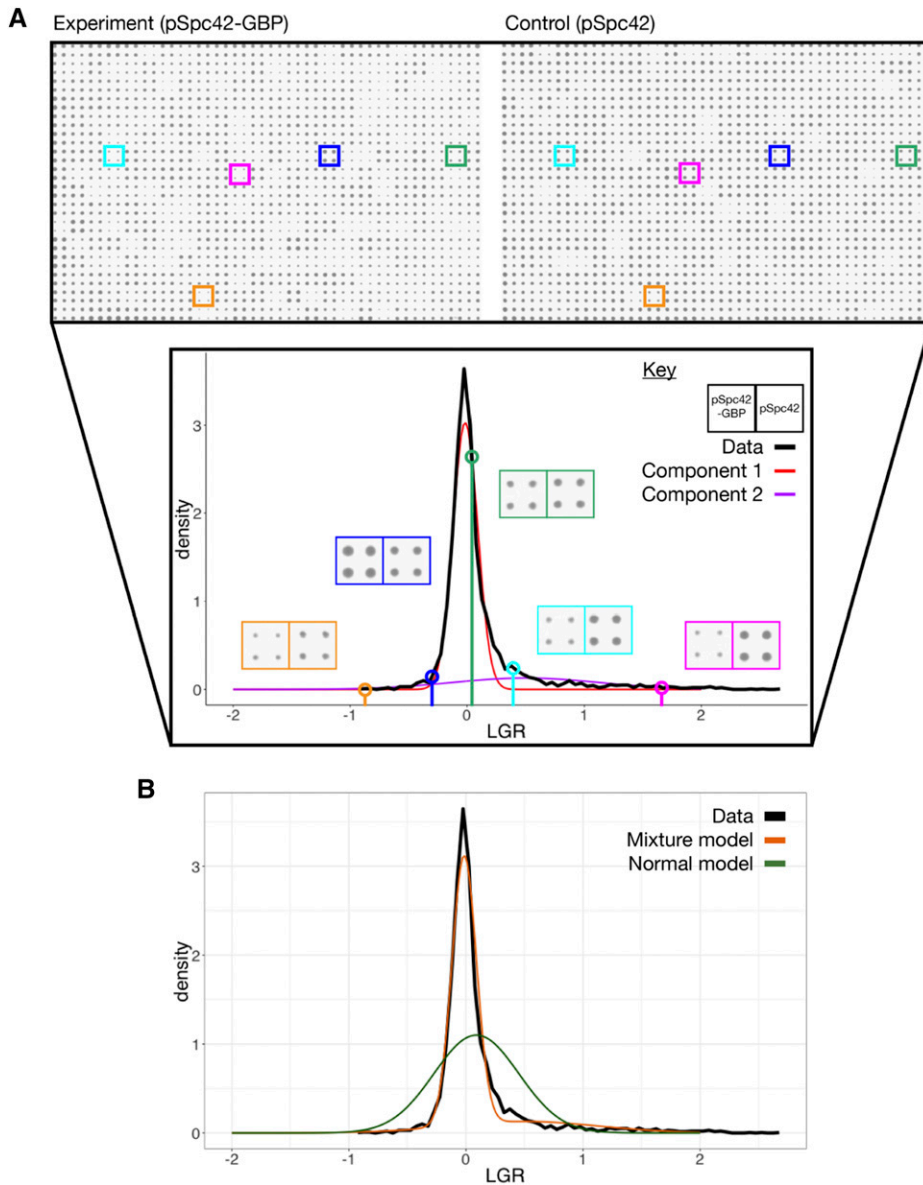 A
Experiment (pSpc42-GBP)
Control (pSpc42)
Key
pSpc42
-GBP
pSpc42
Data
Component 1
Component 2
density
3
2
1
0
-2
-1
0
1
2
LGR
B
Data
Mixture model
Normal model
density
3
2
1
0
-2
-1
0
1
2
LGR